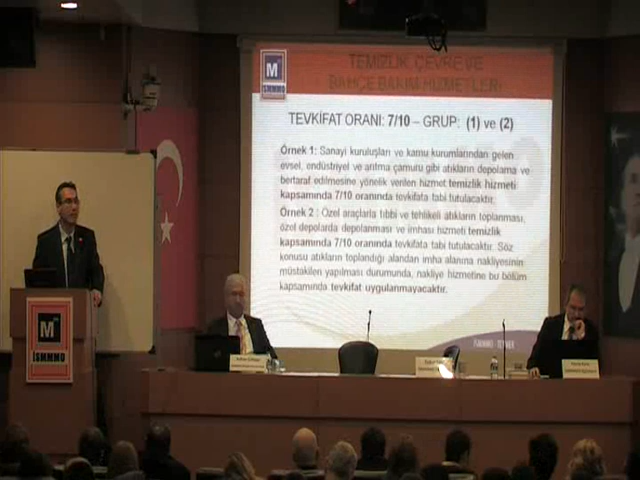 TEMİZLİK, ÇEVRE VE
BAHÇE BAKIM HİZMETLERİ
M
İSMMMO
TEVKİFAT ORANI: 7/10 – GRUP: (1) ve (2)
Örnek 1: Sanayi kuruluşları ve kamu kurumlarından gelen
evsel, endüstriyel ve arıtma çamuru gibi atıkların depolama ve
bertaraf edilmesine yönelik verilen hizmet temizlik hizmeti
kapsamında 7/10 oranında tevkifata tabi tutulacaktır.
Örnek 2 : Özel araçlarla tıbbi ve tehlikeli atıkların toplanması,
özel depolarda depolanması ve imhası hizmeti temizlik
kapsamında 7/10 oranında tevkifata tabi tutulacaktır. Söz
konusu atıkların toplandığı alandan imha alanına nakliyesinin
müstakilen yapılması durumunda, nakliye hizmetine bu bölüm
kapsamında tevkifat uygulanmayacaktır.
M
İSMMMO